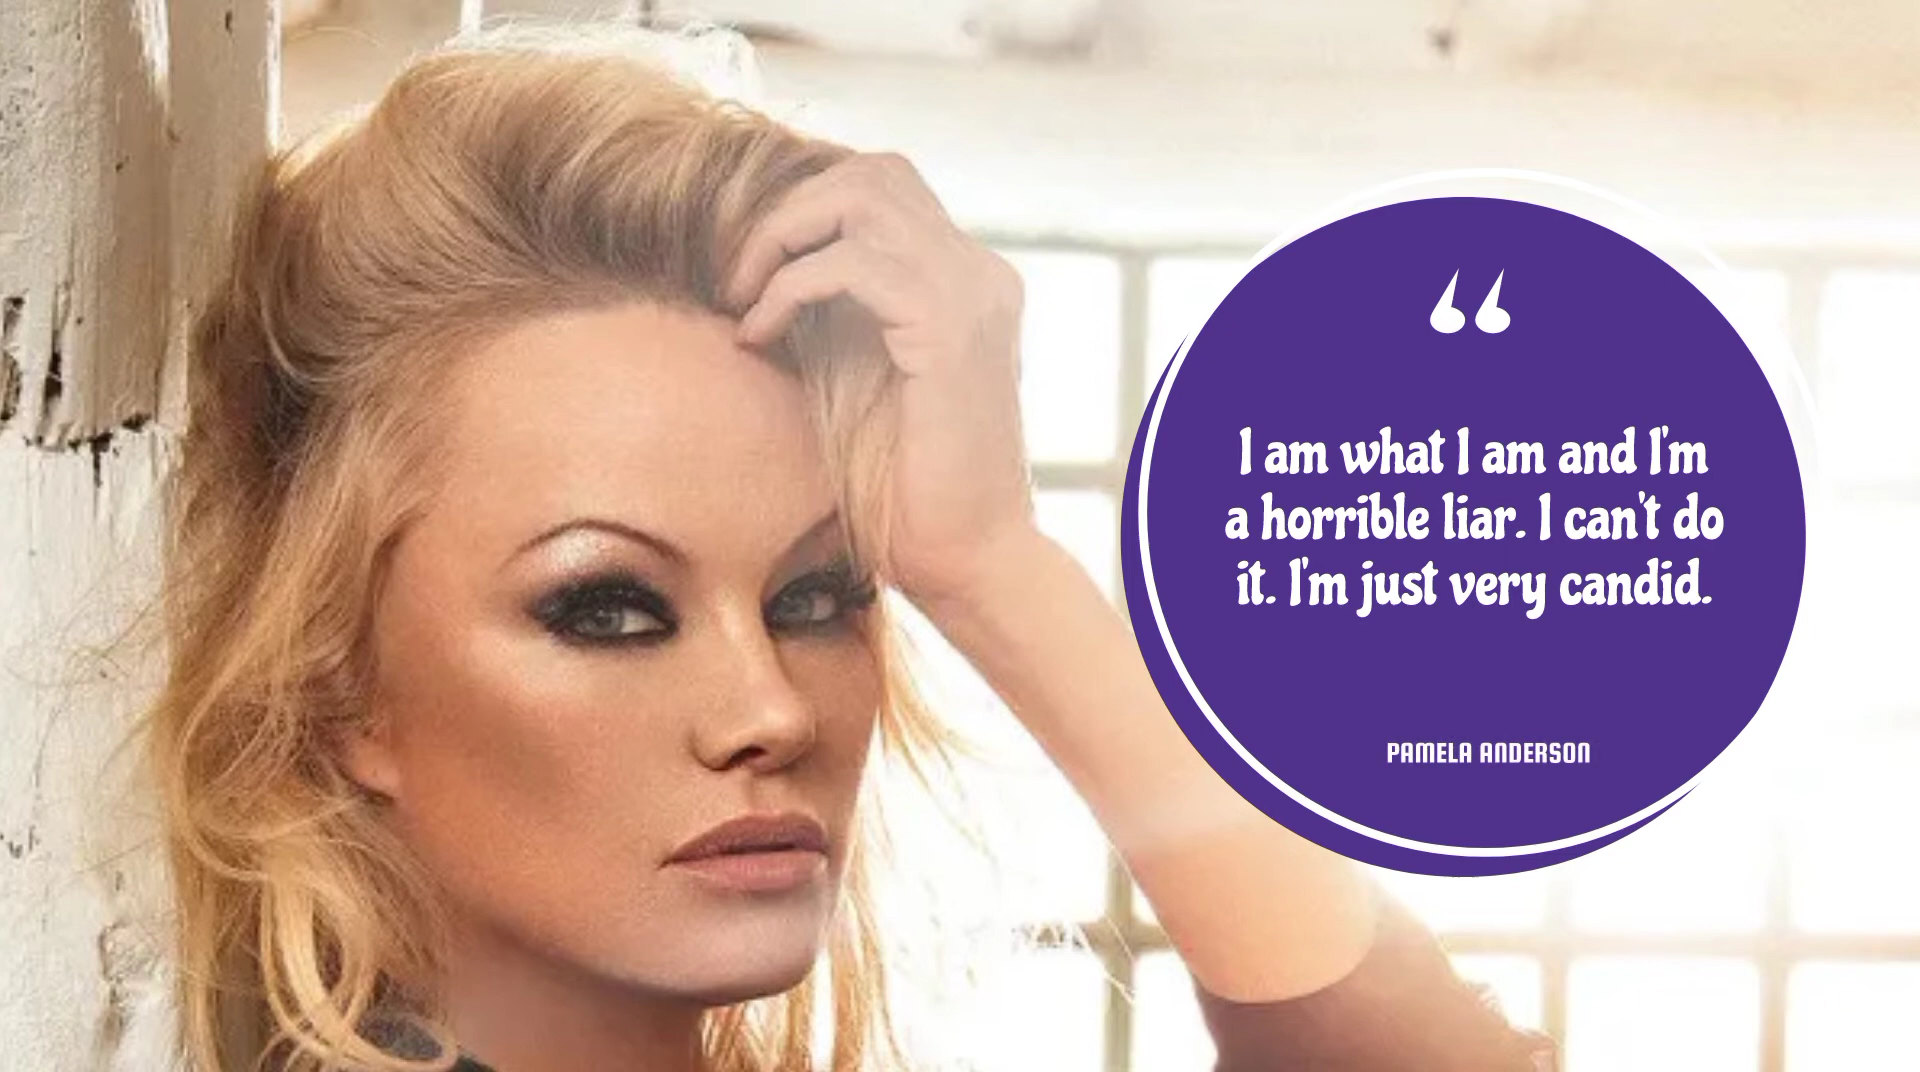 “
I am what I am and I'm
a horrible liar. I can't do
it. I'm just very candid.
PAMELA ANDERSON